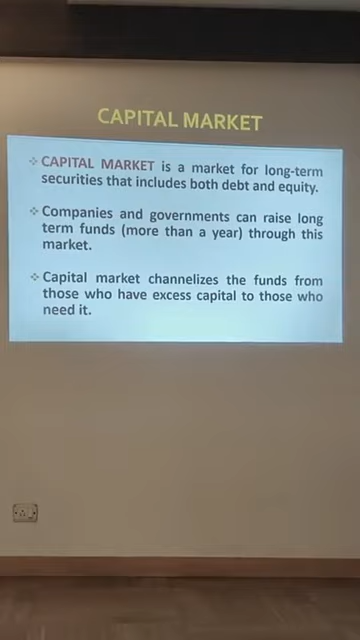 CAPITAL MARKET
❖ CAPITAL MARKET is a market for long-term
securities that includes both debt and equity.
❖ Companies and governments can raise long
term funds (more than a year) through this
market.
❖ Capital market channelizes the funds from
those who have excess capital to those who
need it.